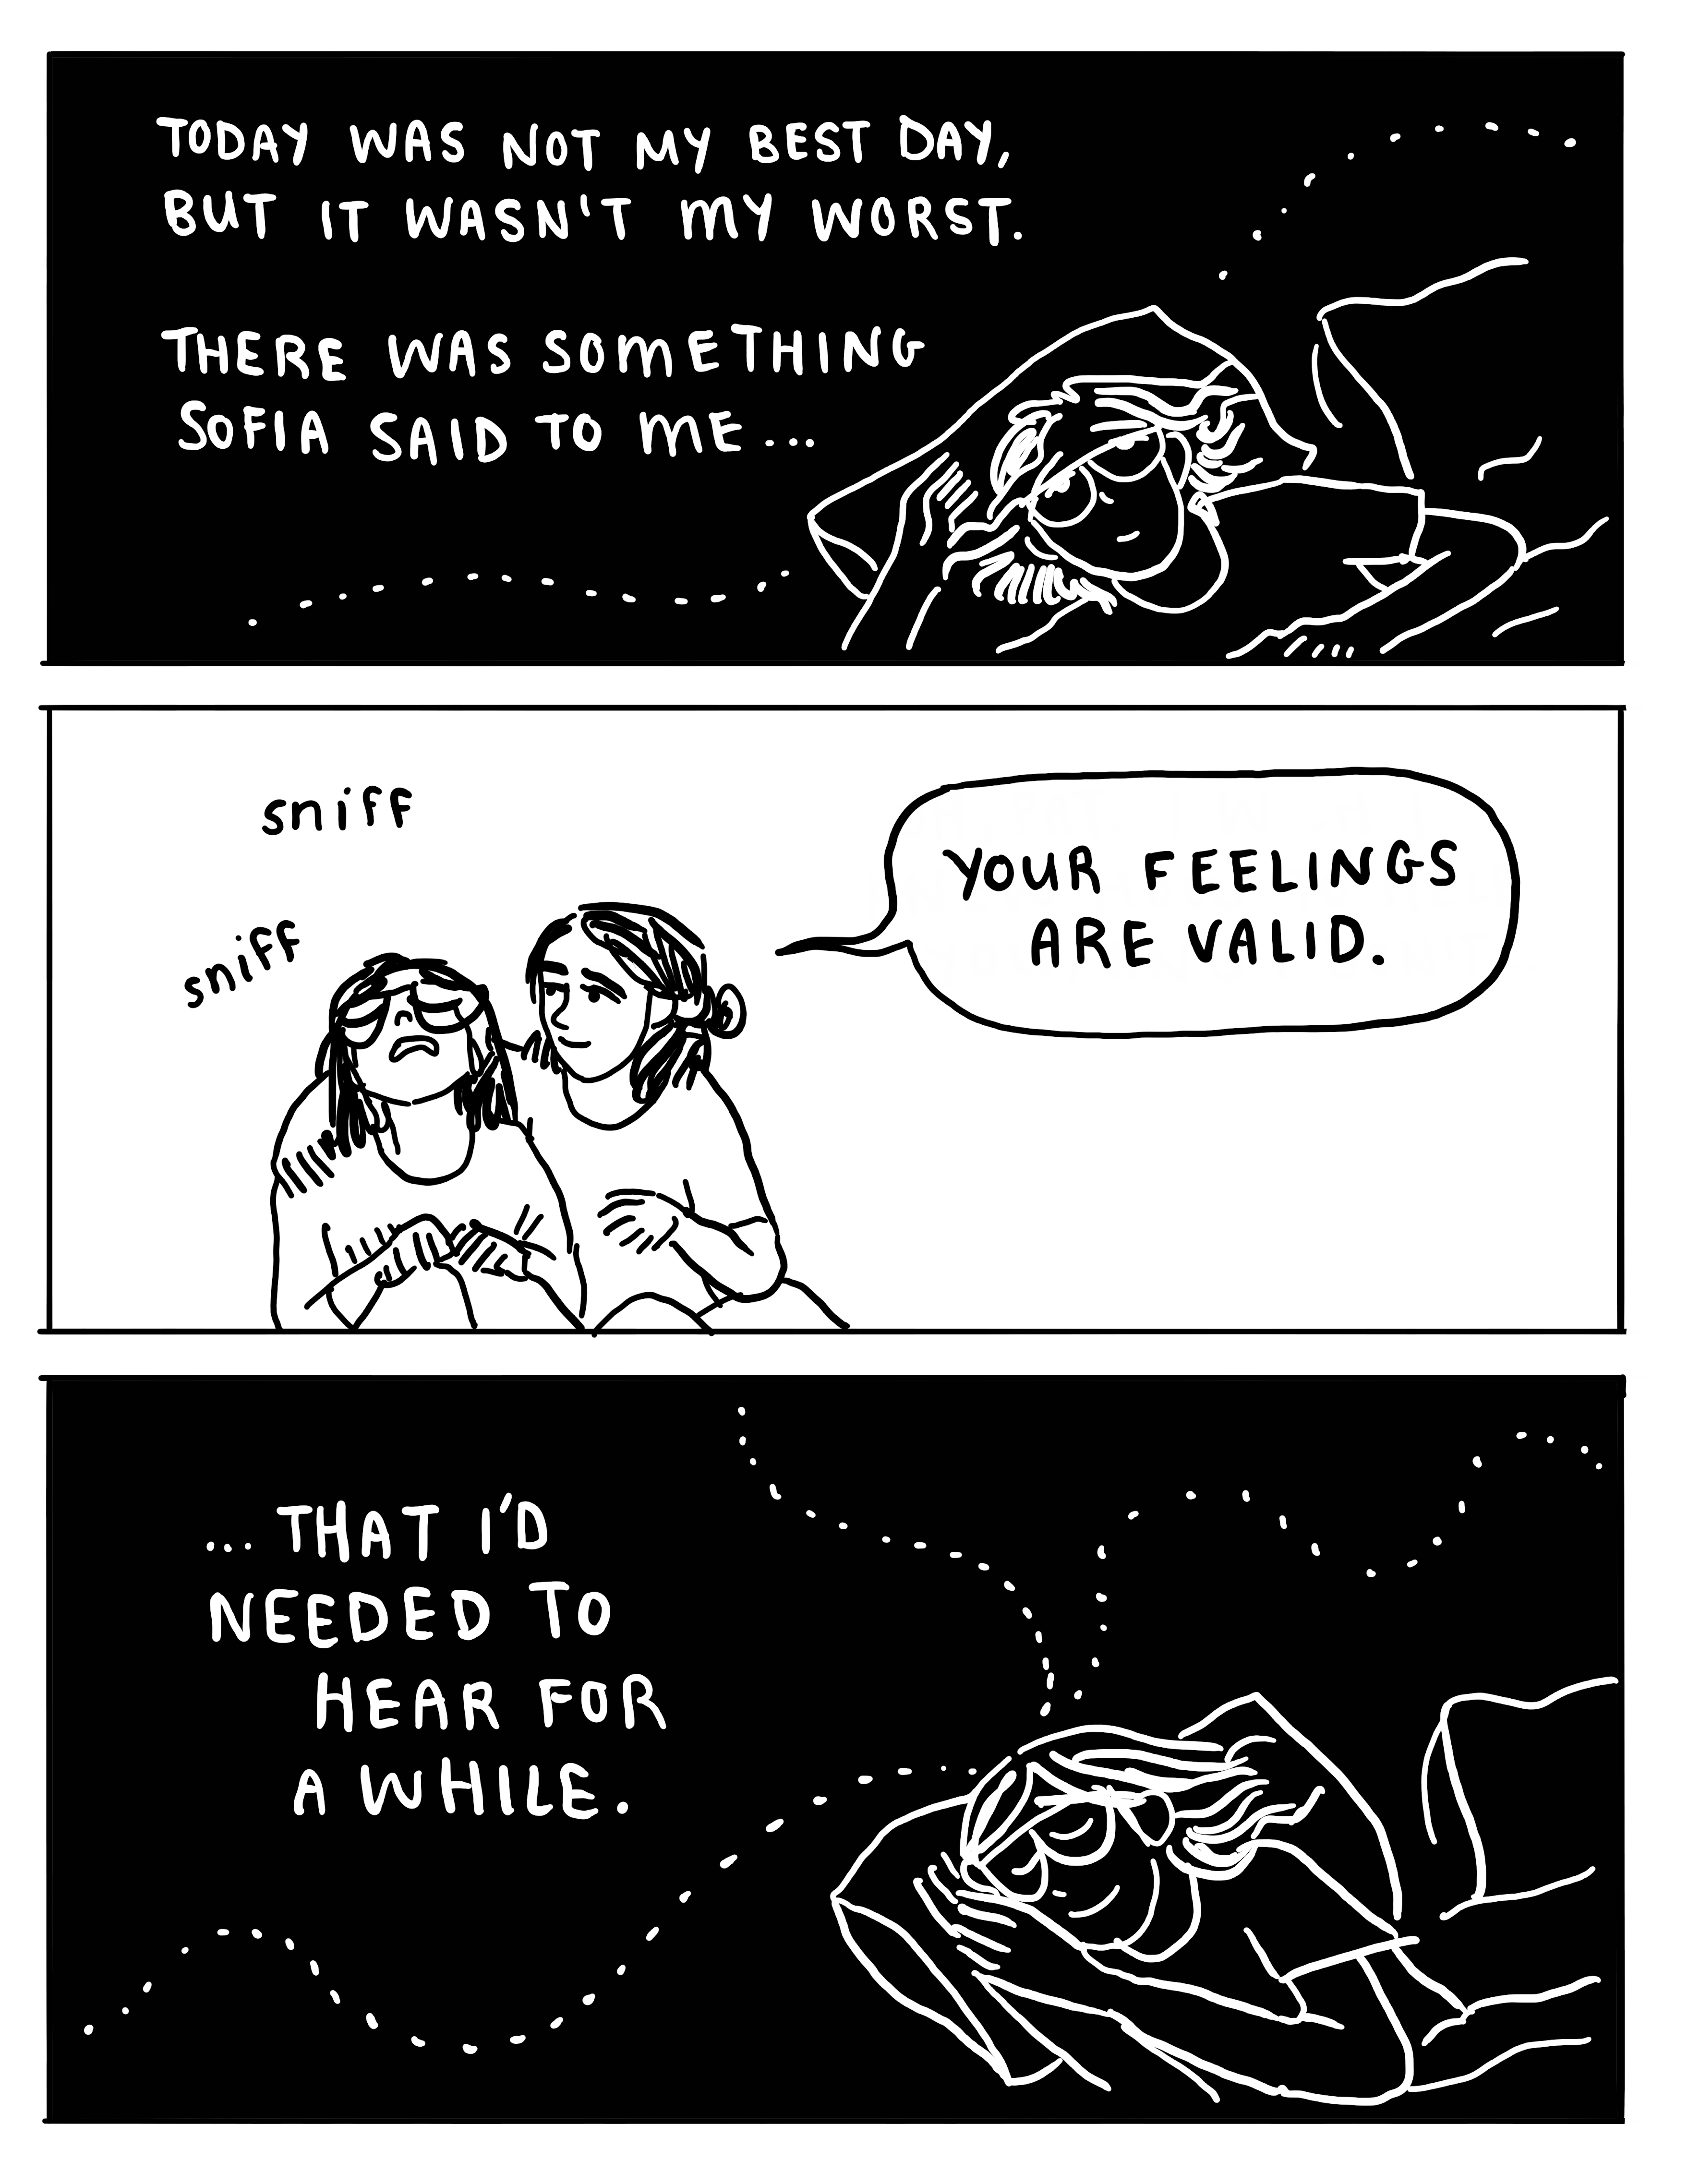 TODAY WAS NOT MY BEST DAY,
BUT IT WASN'T MY WORST.
THERE WAS SOMETHING
SOFIA SAID TO ME...
sniff
sniff
YOUR FEELINGS
ARE VALID.
...THAT I'D
NEEDED TO
HEAR FOR
A WHILE.